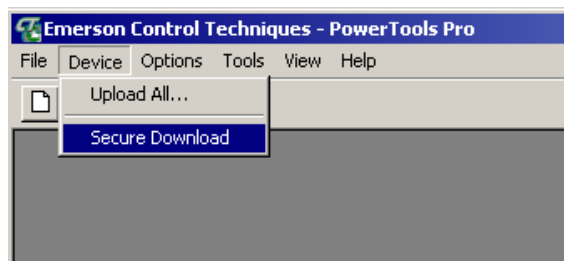 Emerson Control Techniques - PowerTools Pro
File Device Options Tools View Help
Upload All...
Secure Download